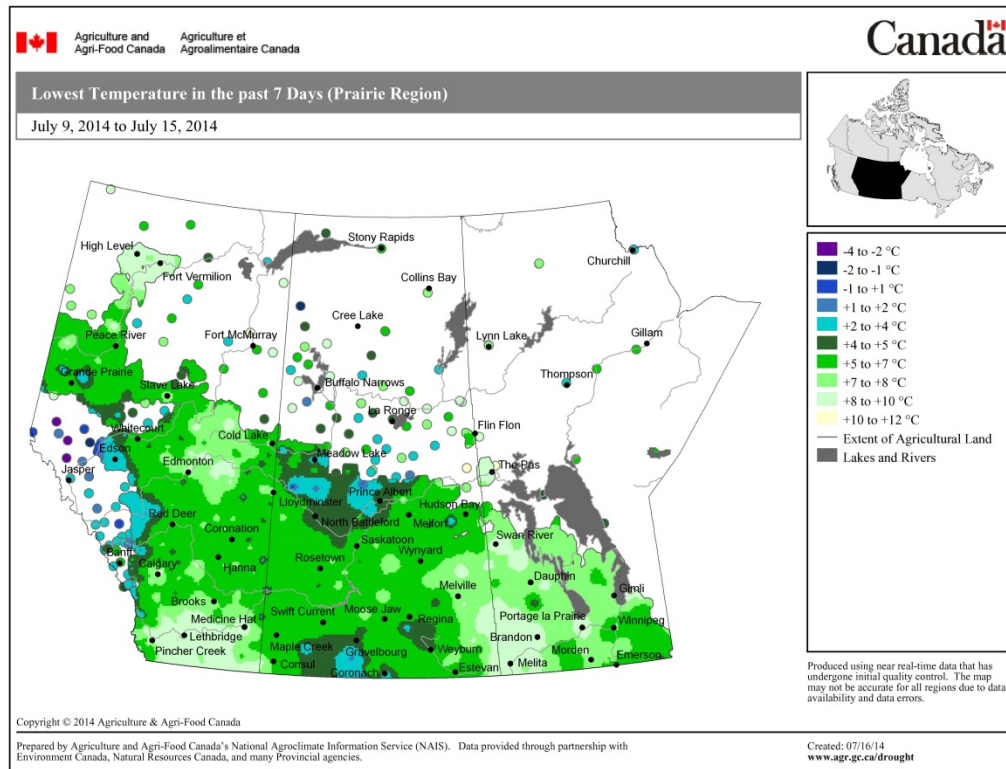 Agriculture and
Agri-Food Canada
Agriculture et
Agroalimentaire Canada
Canada
Lowest Temperature in the past 7 Days (Prairie Region)
July 9, 2014 to July 15, 2014
High Level
Fort Vermilion
Stony Rapids
Churchill
Collins Bay
Cree Lake
Peace River
Fort McMurray
Lynn Lake
Gillam
Grande Prairie
Buffalo Narrows
Thompson
Slave Lake
La Ronge
Whitecourt
Cold Lake
Flin Flon
Edson
Meadow Lake
Jasper
Edmonton
The Pas
Lloydminster
Prince Albert
Hudson Bay
Red Deer
North Battleford
Melfort
Coronation
Saskatoon
Swan River
Banff
Calgary
Hanna
Rosetown
Wynyard
Dauphin
Brooks
Melville
Gimli
Medicine Hat
Swift Current
Moose Jaw
Regina
Portage la Prairie
Winnipeg
Lethbridge
Brandon
Pincher Creek
Maple Creek
Gravelbourg
Weyburn
Morden
Emerson
Consul
Coronach
Estevan
Melita
-4 to -2 °C
-2 to -1 °C
-1 to +1 °C
+1 to +2 °C
+2 to +4 °C
+4 to +5 °C
+5 to +7 °C
+7 to +8 °C
+8 to +10 °C
+10 to +12 °C
Extent of Agricultural Land
Lakes and Rivers
Produced using near real-time data that has
undergone initial quality control. The map
may not be accurate for all regions due to data
availability and data errors.
Copyright © 2014 Agriculture & Agri-Food Canada
Prepared by Agriculture and Agri-Food Canada's National Agroclimate Information Service (NAIS). Data provided through partnership with
Environment Canada, Natural Resources Canada, and many Provincial agencies.
Created: 07/16/14
www.agr.gc.ca/drought